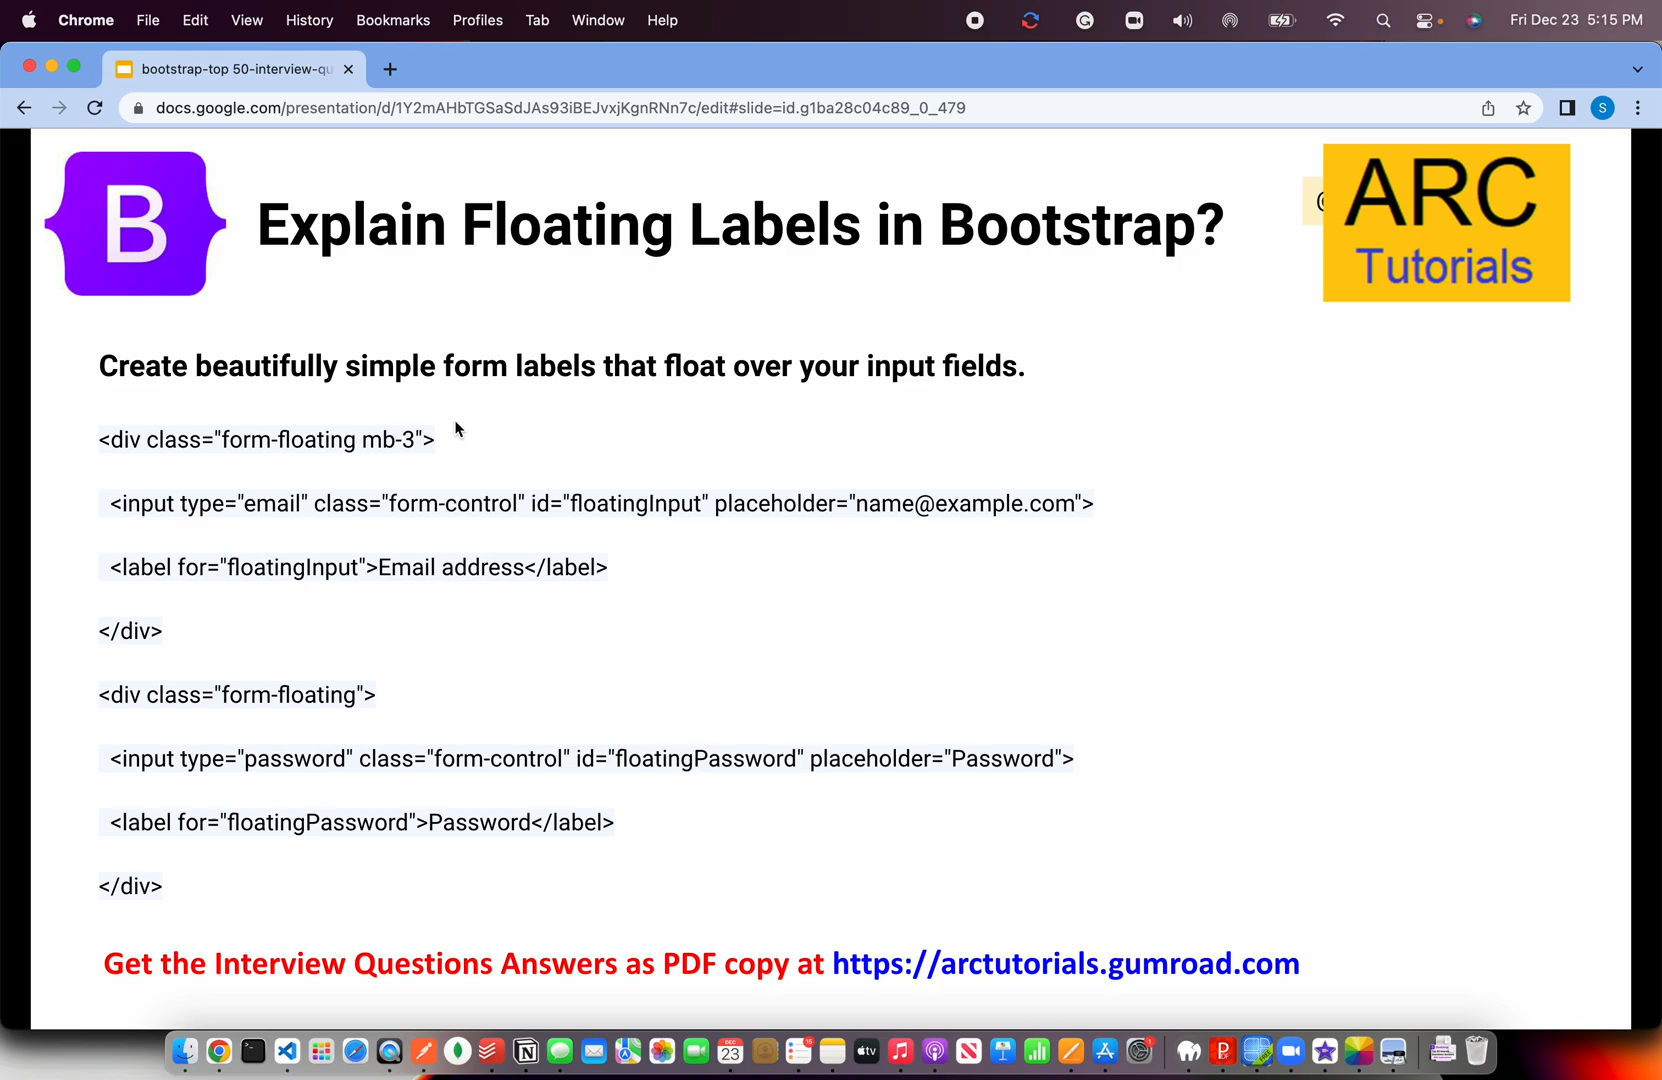 Chrome File Edit View History Bookmarks Profiles Tab Window Help Fri Dec 23 5:15 PM
bootstrap-top 50-interview-qu
docs.google.com/presentation/d/1Y2mAHbTGSaSdJAs93iBEJvxjKgnRNn7c/edit#slide=id.g1ba28c04c89_0_479
S
B
Explain Floating Labels in Bootstrap?
ARC
Tutorials
Create beautifully simple form labels that float over your input fields.
<div class="form-floating mb-3">
<input type="email" class="form-control" id="floatingInput" placeholder="name@example.com">
<label for="floatingInput">Email address</label>
</div>
<div class="form-floating">
<input type="password" class="form-control" id="floatingPassword" placeholder="Password">
<label for="floatingPassword">Password</label>
</div>
Get the Interview Questions Answers as PDF copy at https://arctutorials.gumroad.com
DEC
23
15
tv
1